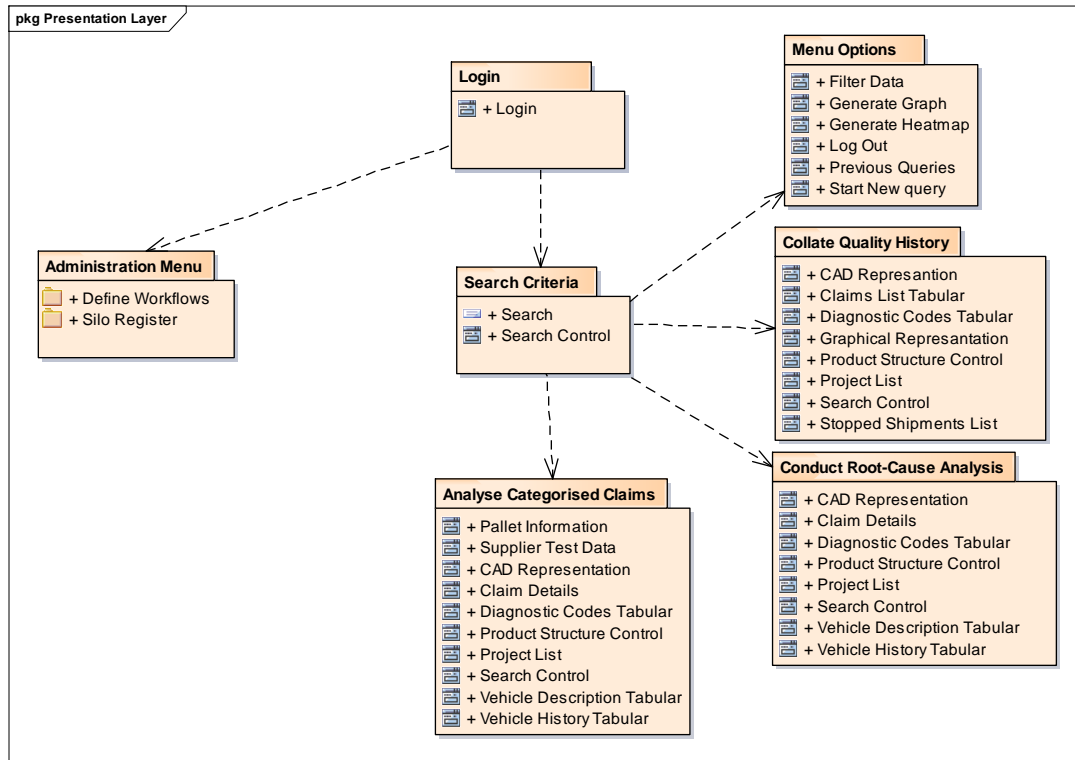 pkg Presentation Layer
Login
+ Login
Menu Options
+ Filter Data
+ Generate Graph
+ Generate Heatmap
+ Log Out
+ Previous Queries
+ Start New query
Administration Menu
+ Define Workflows
+ Silo Register
Search Criteria
+ Search
+ Search Control
Collate Quality History
+ CAD Represantion
+ Claims List Tabular
+ Diagnostic Codes Tabular
+ Graphical Represantation
+ Product Structure Control
+ Project List
+ Search Control
+ Stopped Shipments List
Analyse Categorised Claims
+ Pallet Information
+ Supplier Test Data
+ CAD Representation
+ Claim Details
+ Diagnostic Codes Tabular
+ Product Structure Control
+ Project List
+ Search Control
+ Vehicle Description Tabular
+ Vehicle History Tabular
Conduct Root-Cause Analysis
+ CAD Representation
+ Claim Details
+ Diagnostic Codes Tabular
+ Product Structure Control
+ Project List
+ Search Control
+ Vehicle Description Tabular
+ Vehicle History Tabular